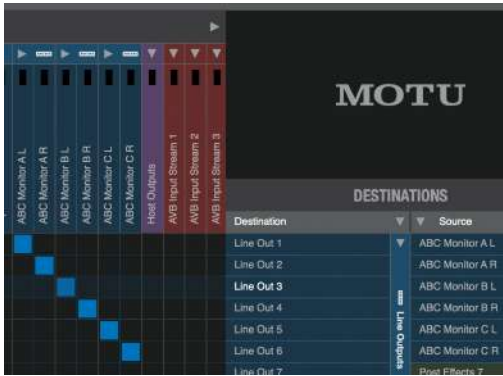 ABC Monitor A L
ABC Monitor A R
ABC Monitor B L
ABC Monitor B R
ABC Monitor C L
ABC Monitor C R
Host Outputs
AVB Input Stream 1
AVB Input Stream 2
AVB Input Stream 3
MOTU
DESTINATIONS
Destination Source
Line Out 1 ABC Monitor A L
Line Out 2 ABC Monitor A R
Line Out 3 ABC Monitor B L
Line Out 4 ABC Monitor B R
Line Out 5 ABC Monitor C L
Line Out 6 ABC Monitor C R
Line Out 7 Post Effects 7
Line Outputs